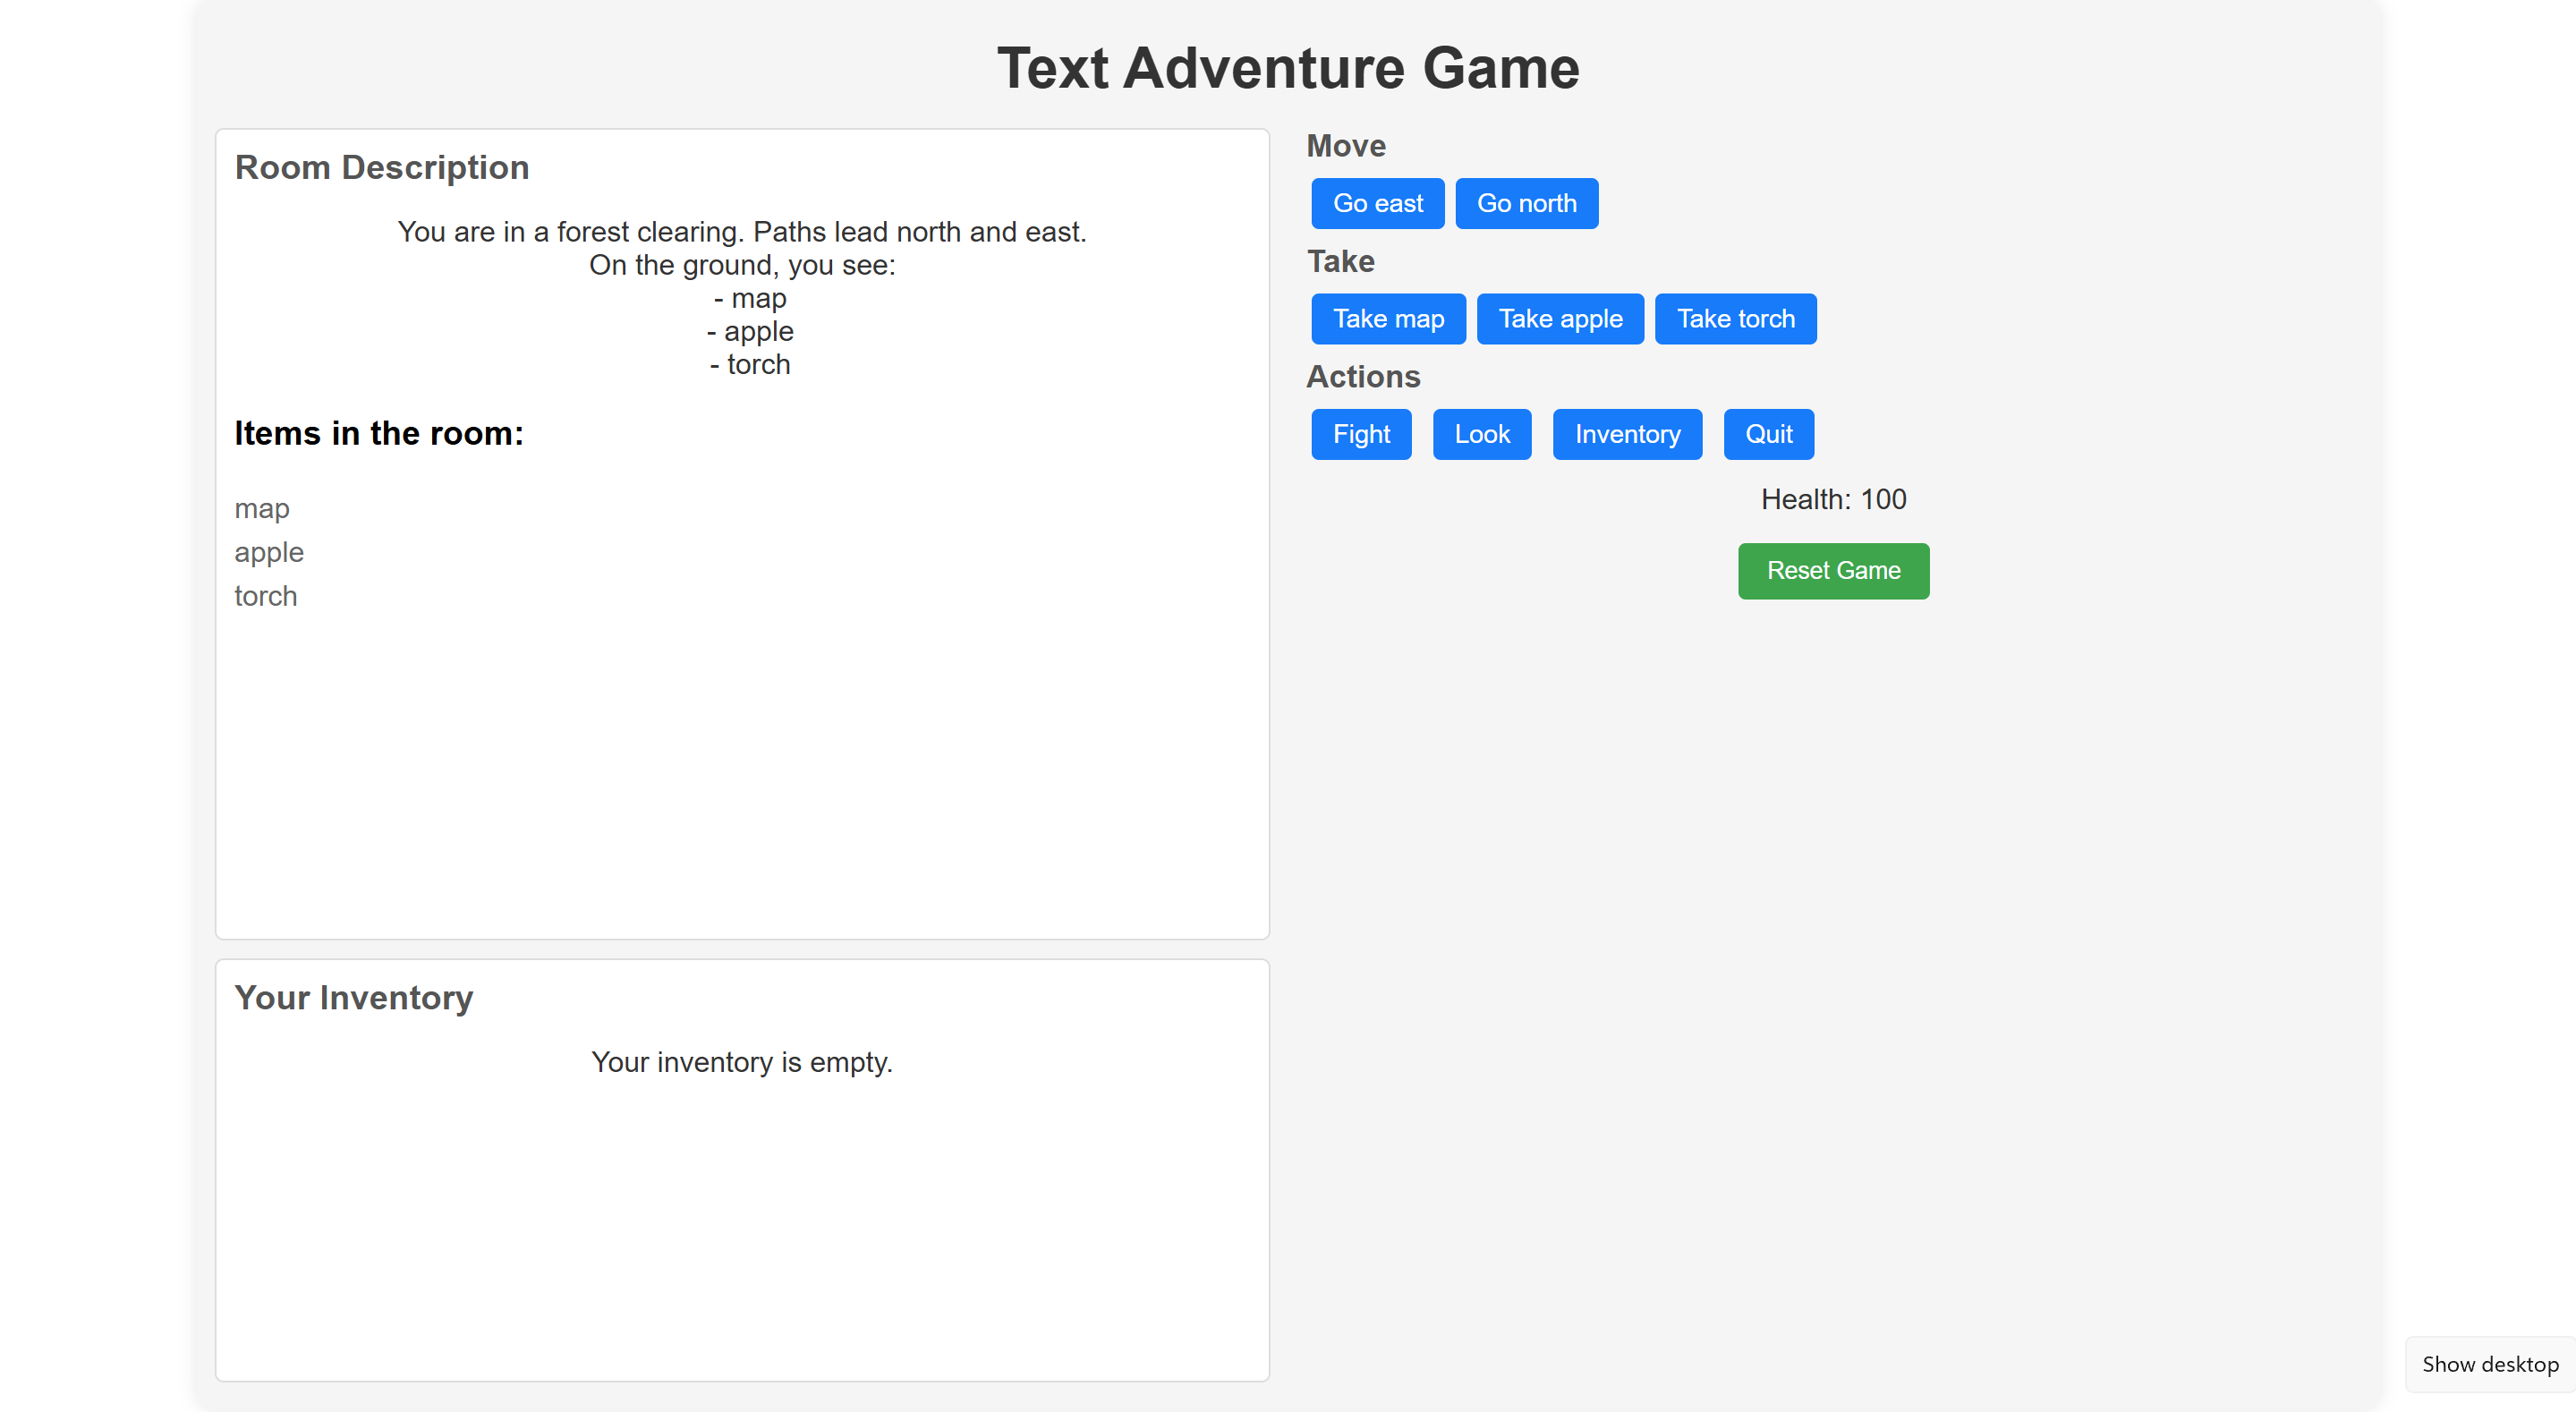 Text Adventure Game
Room Description
You are in a forest clearing. Paths lead north and east.
On the ground, you see:
- map
- apple
- torch
Items in the room:
map
apple
torch
Your Inventory
Your inventory is empty.
Move
Go east Go north
Take
Take map Take apple Take torch
Actions
Fight Look Inventory Quit
Health: 100
Reset Game
Show desktop